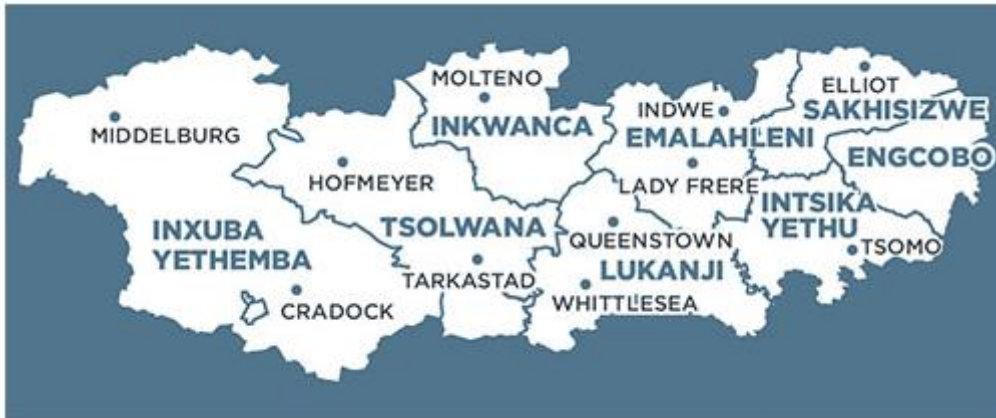 MOLTENO
INKWANCA
MIDDELBURG
HOFMEYER
INXUBA
YETHEMBA
TSOLWANA
TARKASTAD
CRADOCK
INDWE
EMALAHLENI
LADY FRERE
ELLIOT
SAKHISIZWE
ENGCOBO
INTSIKA
YETHU
TSOMO
QUEENSTOWN
LUKANJI
WHITTLESEA